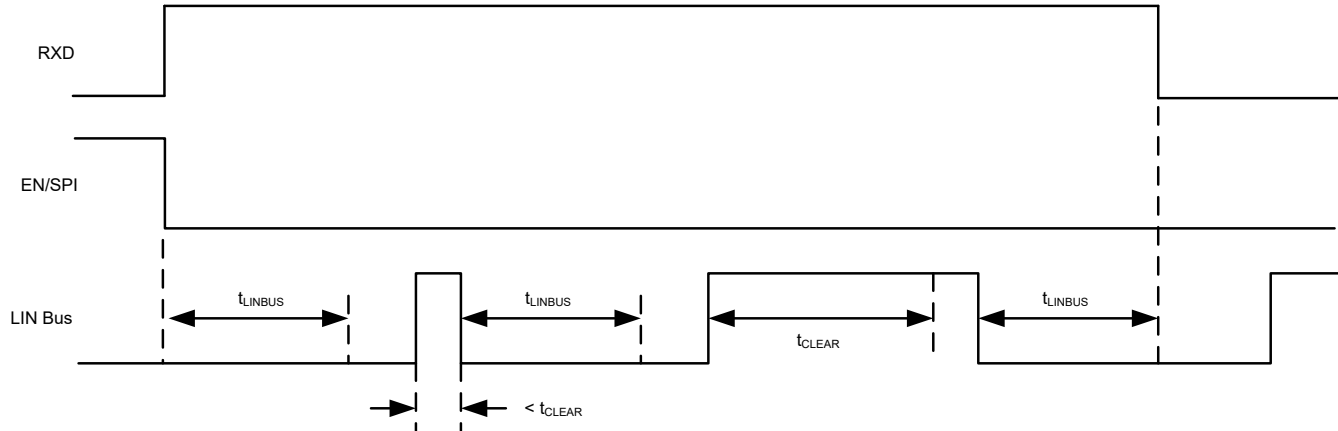 RXD
EN/SPI
LIN Bus
tLINBUS
tLINBUS
tCLEAR
tLINBUS
< tCLEAR